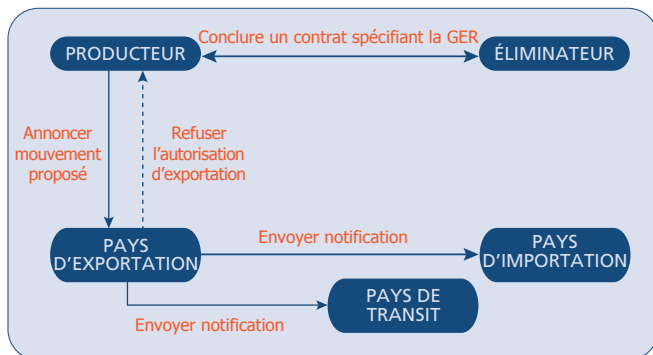 Conclure un contrat spécifiant la GER
PRODUCTEUR
ÉLIMINATEUR
Annoncer
mouvement
proposé
Refuser
l'autorisation
d'exportation
PAYS
D'EXPORTATION
Envoyer notification
PAYS
D'IMPORTATION
PAYS DE
TRANSIT
Envoyer notification